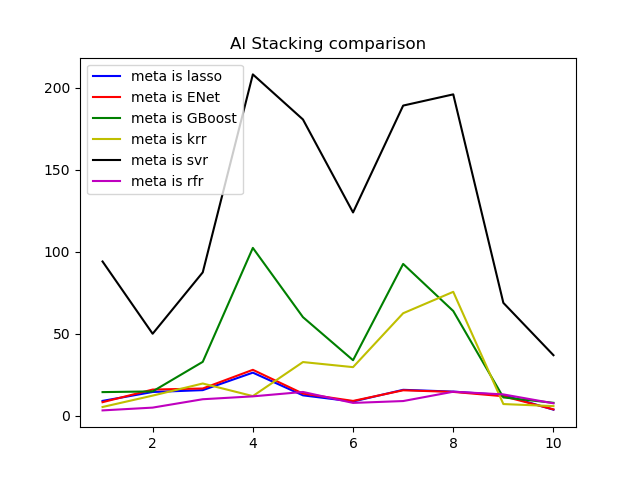 Al Stacking comparison
meta is lasso
meta is ENet
meta is GBoost
meta is krr
meta is svr
meta is rfr
200
150
100
50
0
2 4 6 8 10